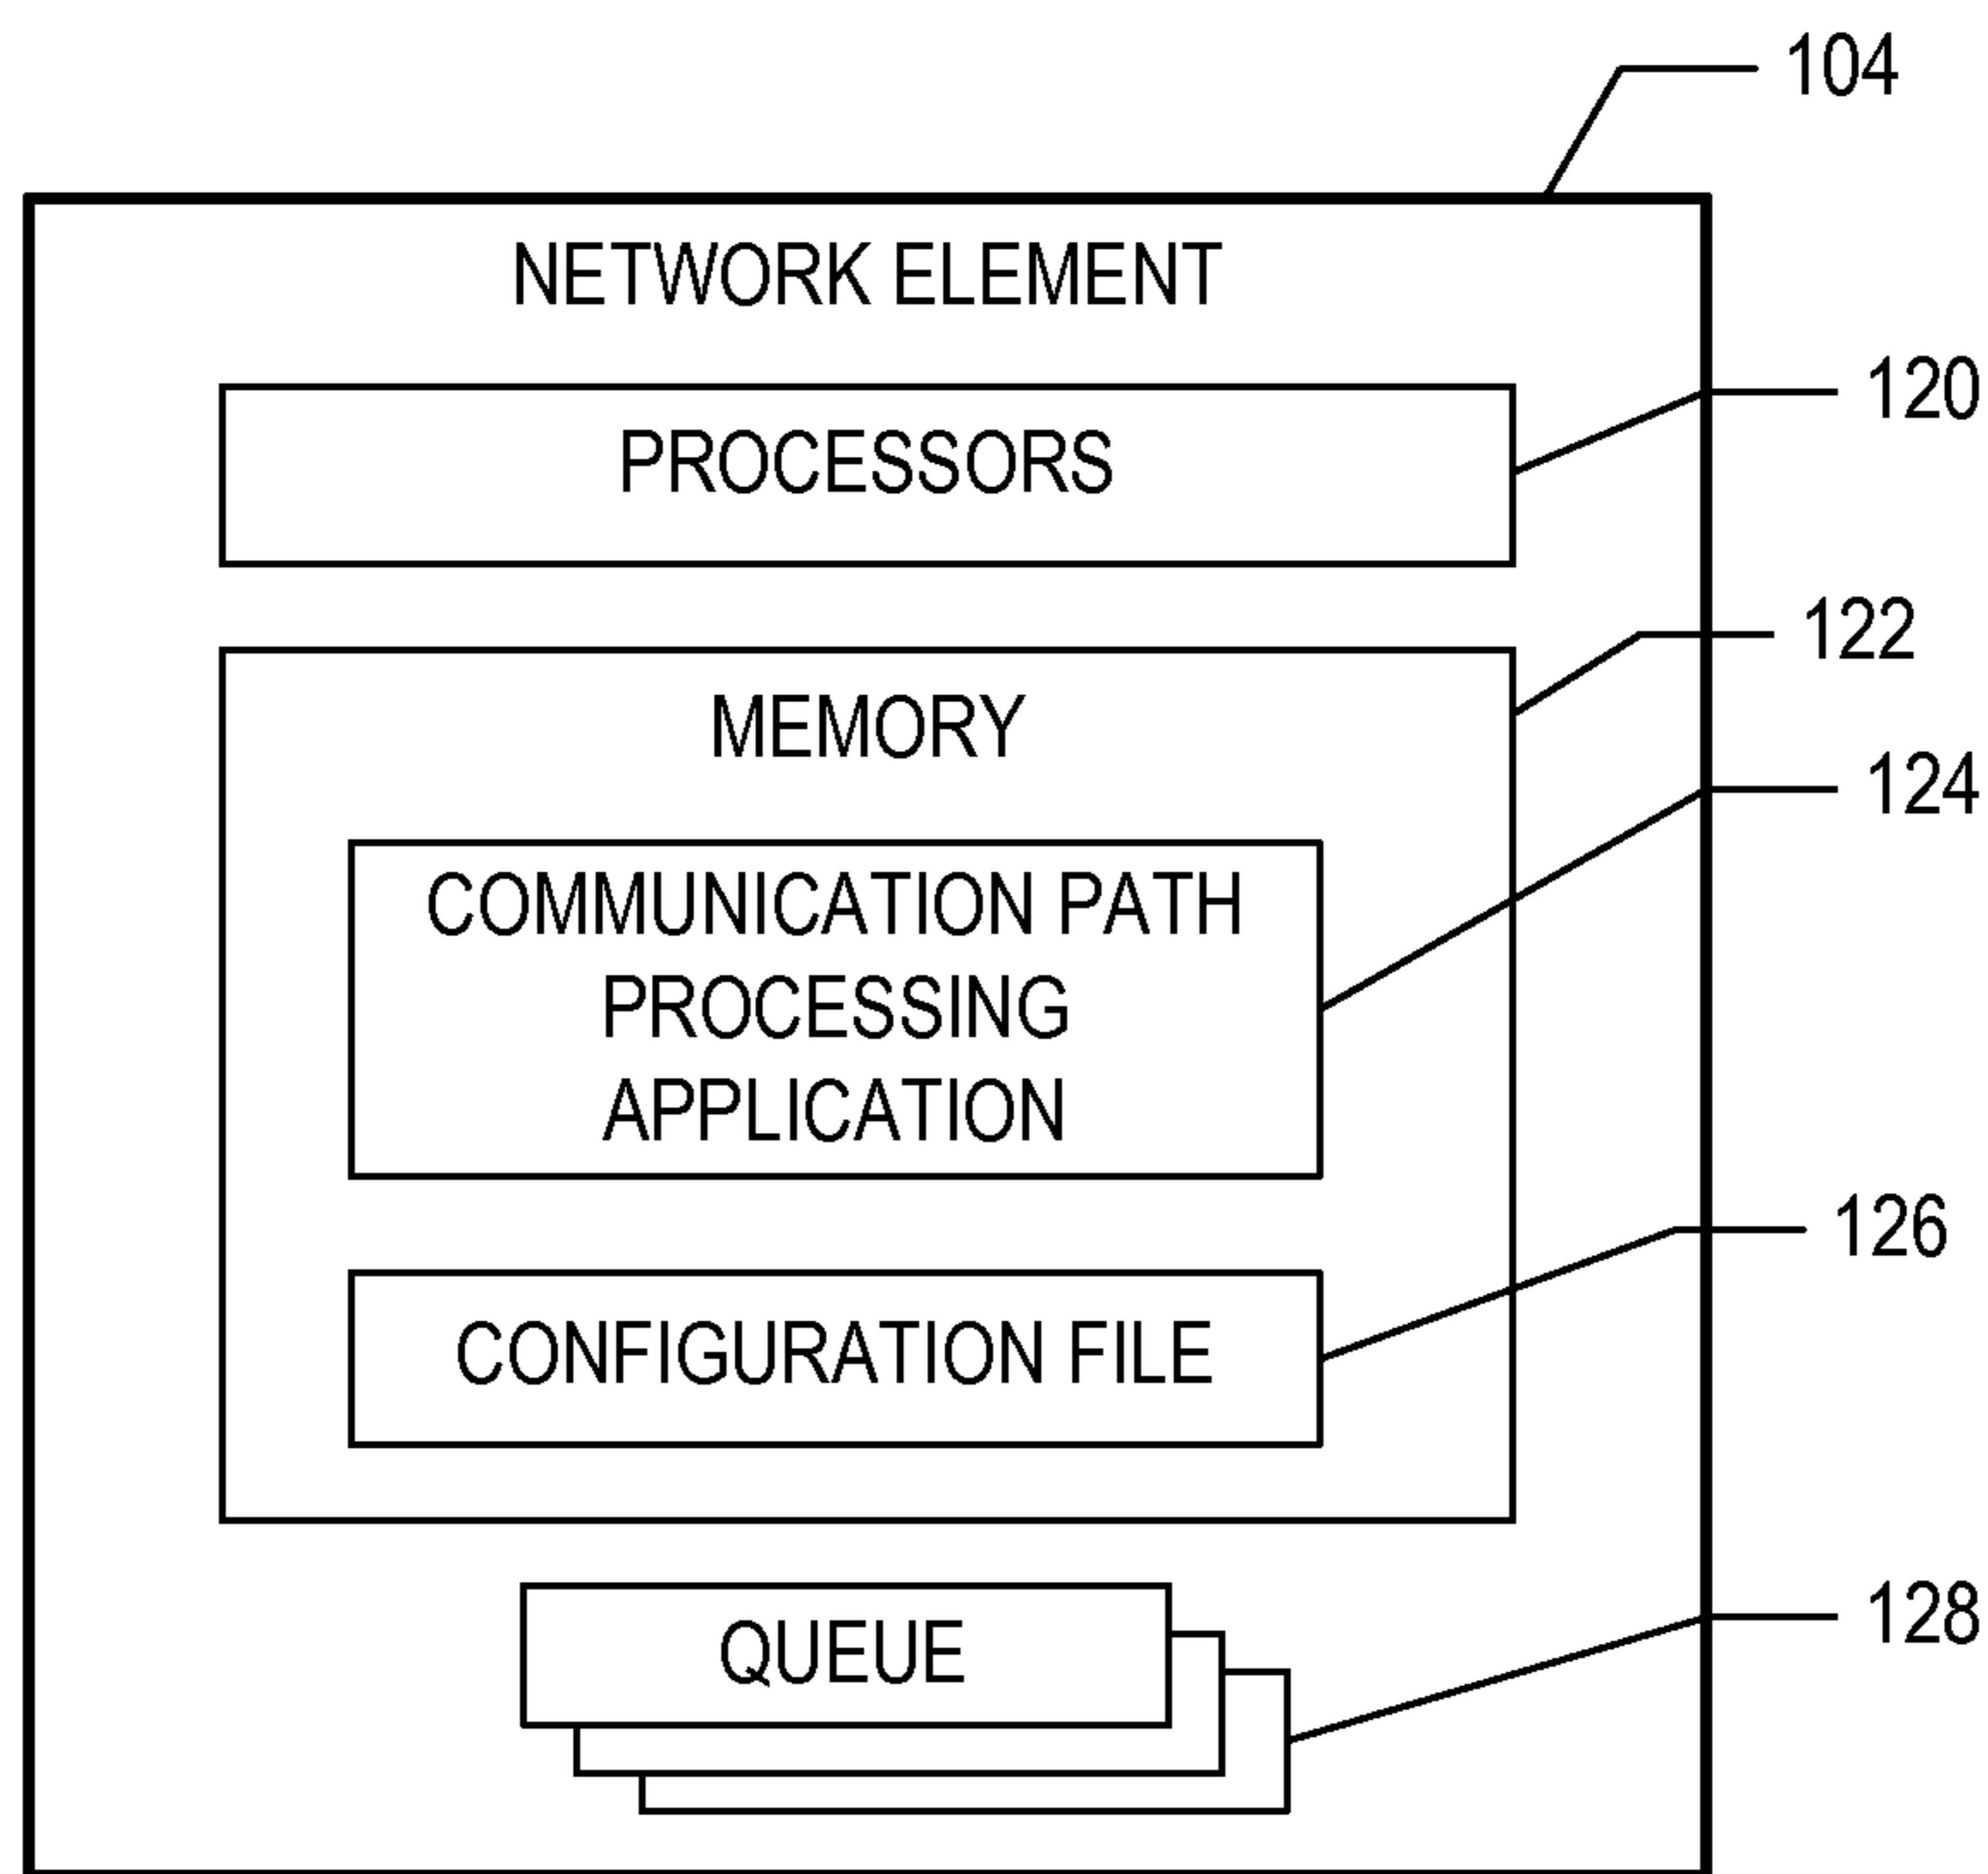 104
NETWORK ELEMENT
120
PROCESSORS
122
MEMORY
124
COMMUNICATION PATH
PROCESSING
APPLICATION
126
CONFIGURATION FILE
128
QUEUE